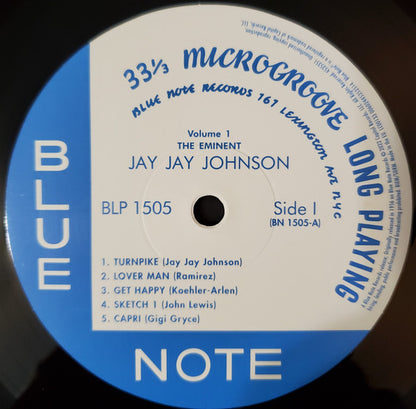 33⅓ MICROGROOVE LONG PLAYING
BLUE NOTE RECORDS 767 LEXINGTON AVE NYC
BLUE
Volume 1
THE EMINENT
JAY JAY JOHNSON
BLP 1505
Side I
(BN 1505-A)
1. TURNPIKE (Jay Jay Johnson)
2. LOVER MAN (Ramirez)
3. GET HAPPY (Koehler-Arlen)
4. SKETCH 1 (John Lewis)
5. CAPRI (Gigi Gryce)
NOTE